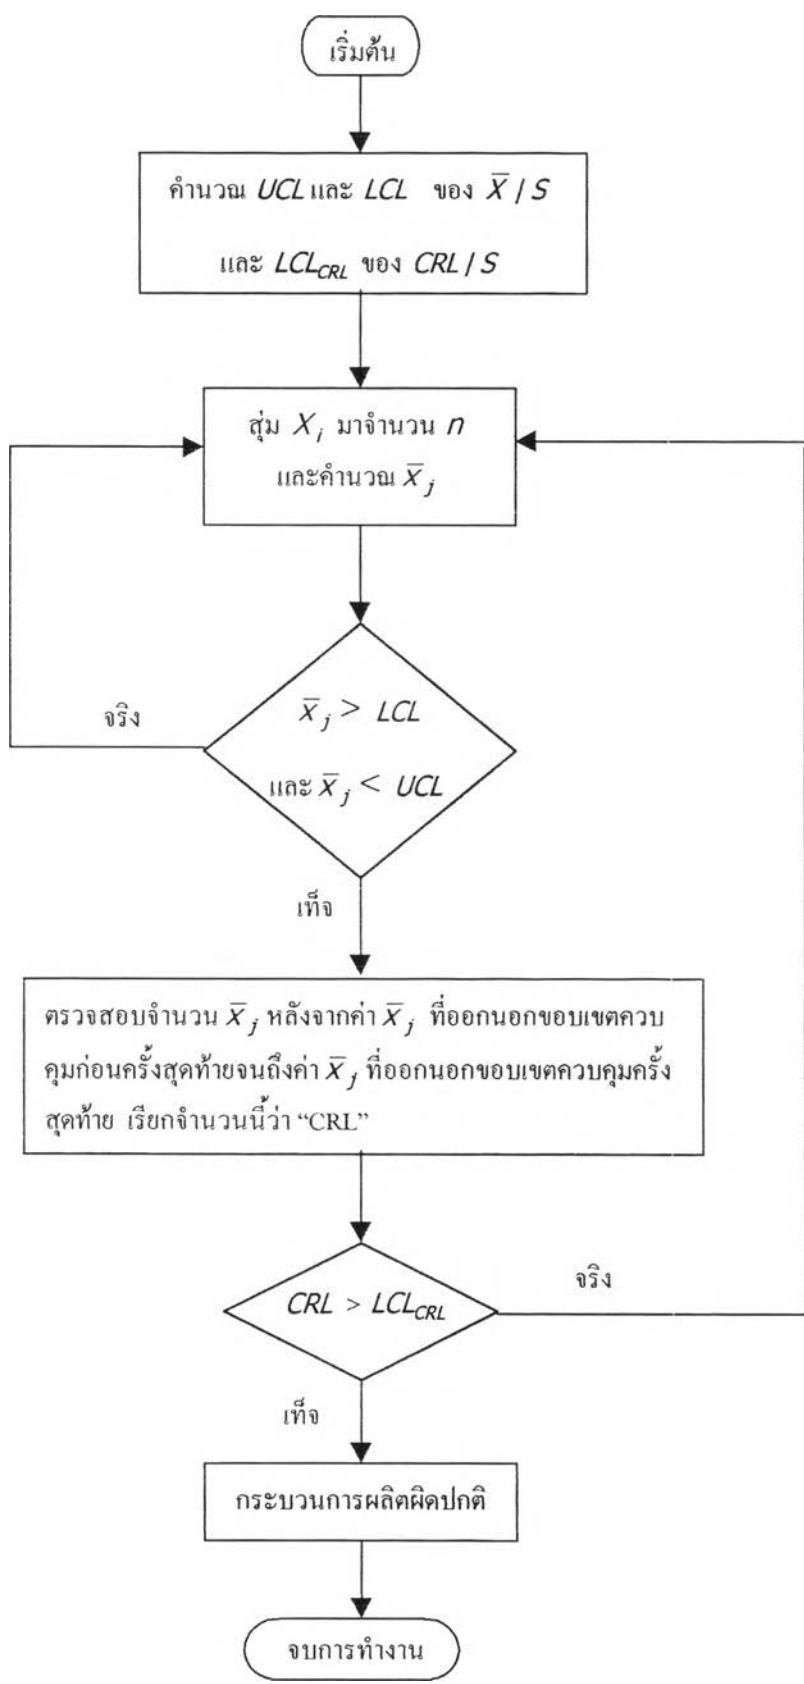 เริ่มต้น
คำนวณ UCL และ LCL ของ X̅ / S
และ LCL_CRL ของ CRL / S
สุ่ม X_i มาจำนวน n
และคำนวณ x̅_j
x̅_j > LCL
และ x̅_j < UCL
จริง
เท็จ
ตรวจสอบจำนวน x̅_j หลังจากค่า x̅_j ที่ออกนอกขอบเขตควบ
คุมก่อนครั้งสุดท้ายจนถึงค่า x̅_j ที่ออกนอกขอบเขตควบคุมครั้ง
สุดท้าย เรียกจำนวนนี้ว่า “CRL”
CRL > LCL_CRL
จริง
เท็จ
กระบวนการผลิตผิดปกติ
จบการทำงาน